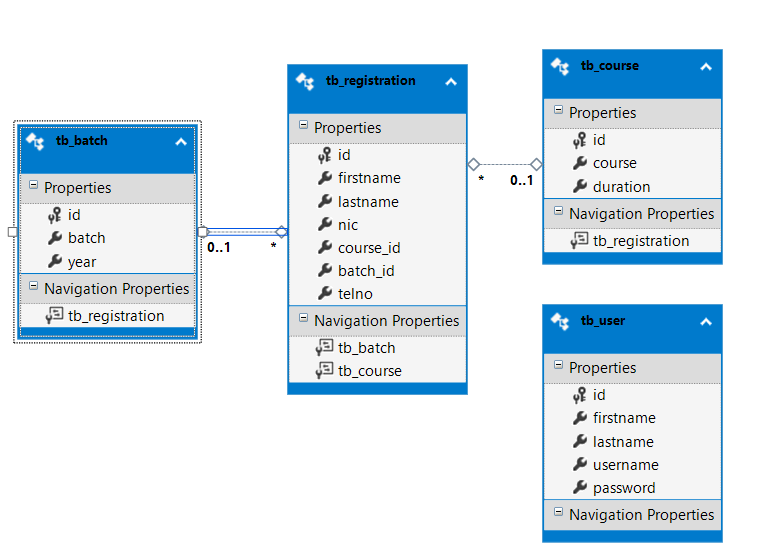 tb_batch
Properties
id
batch
year
Navigation Properties
tb_registration
0..1
*
tb_registration
Properties
id
firstname
lastname
nic
course_id
batch_id
telno
Navigation Properties
tb_batch
tb_course
*
0..1
tb_course
Properties
id
course
duration
Navigation Properties
tb_registration
tb_user
Properties
id
firstname
lastname
username
password
Navigation Properties